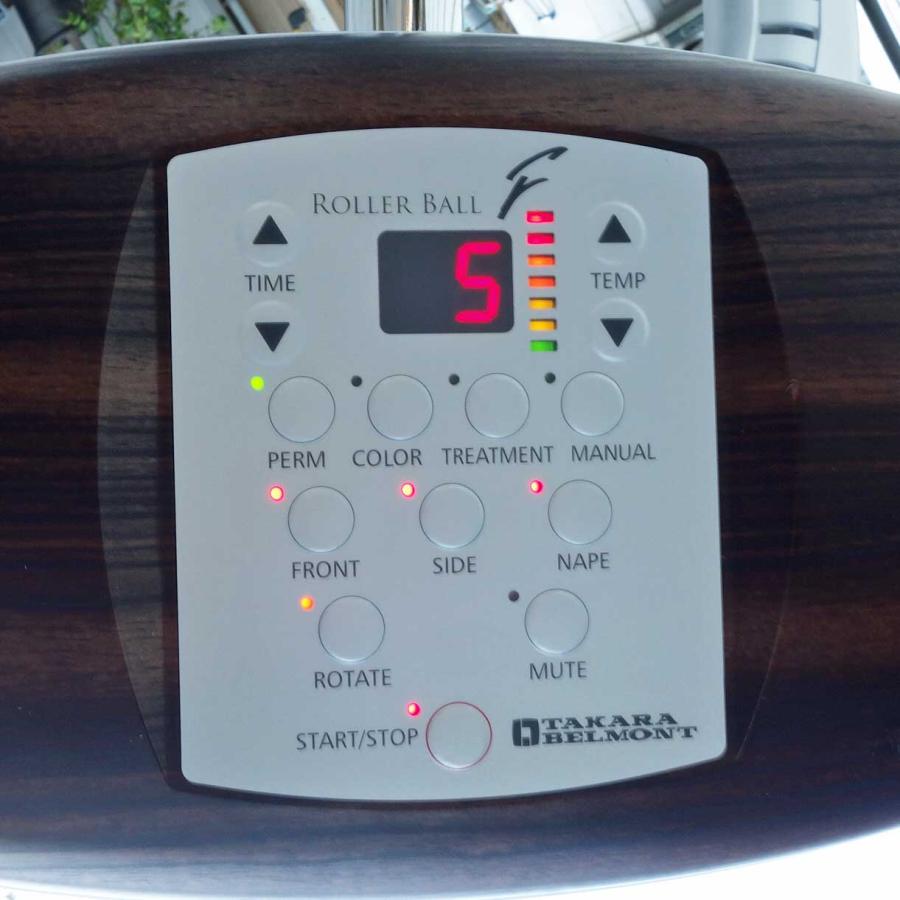 ROLLER BALL F
TIME
5
TEMP
PERM COLOR TREATMENT MANUAL
FRONT SIDE NAPE
ROTATE MUTE
START/STOP
TAKARA
BELMONT